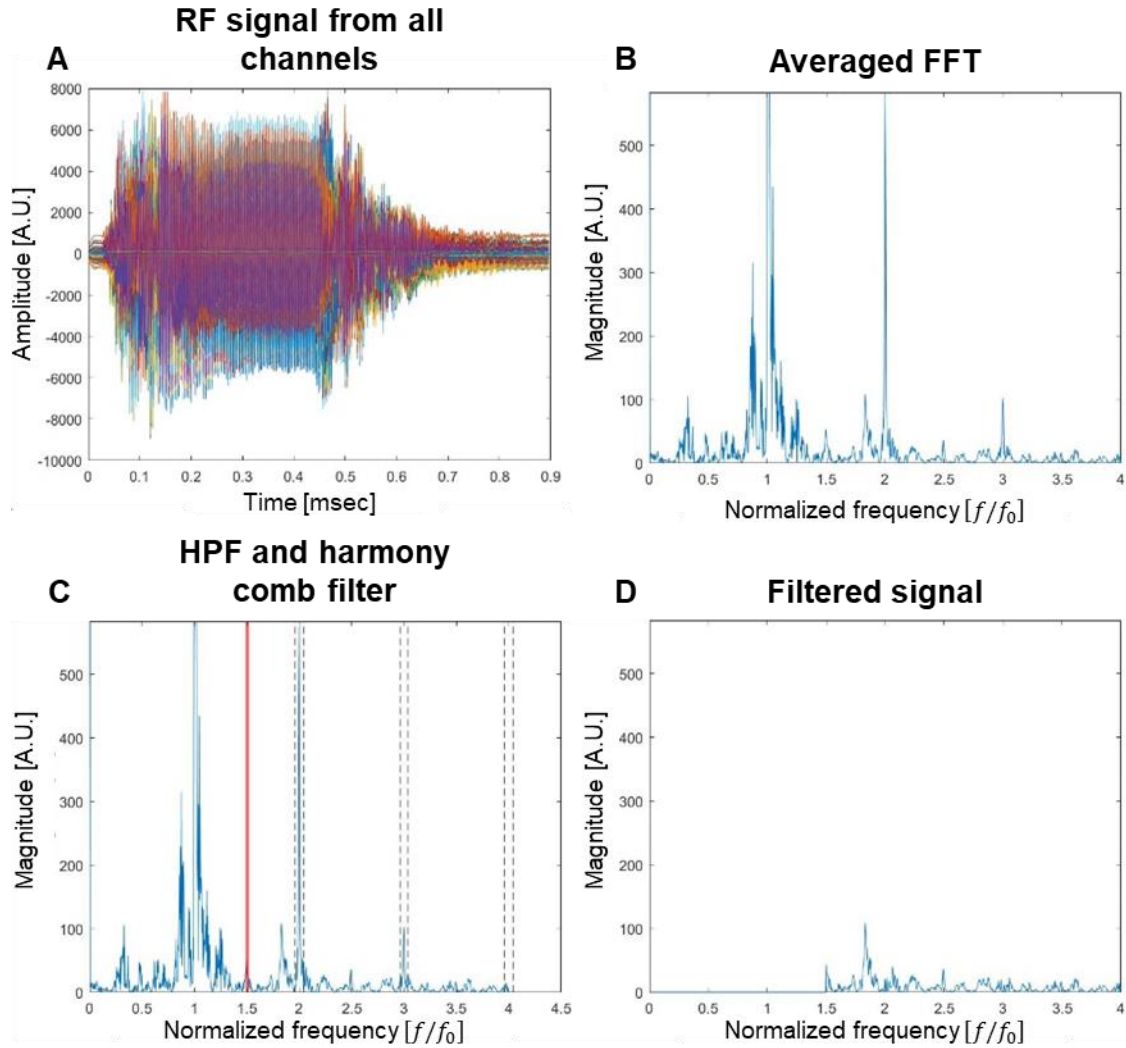 A
RF signal from all
channels
8000
6000
4000
2000
0
-2000
-4000
-6000
-8000
-10000
Amplitude [A.U.]
0 0.1 0.2 0.3 0.4 0.5 0.6 0.7 0.8 0.9
Time [msec]
B
Averaged FFT
500
400
300
200
100
0
Magnitude [A.U.]
0 0.5 1 1.5 2 2.5 3 3.5 4
Normalized frequency [f/f₀]
C
HPF and harmony
comb filter
500
400
300
200
100
0
Magnitude [A.U.]
0 0.5 1 1.5 2 2.5 3 3.5 4 4.5
Normalized frequency [f/f₀]
D
Filtered signal
500
400
300
200
100
0
Magnitude [A.U.]
0 0.5 1 1.5 2 2.5 3 3.5 4
Normalized frequency [f/f₀]